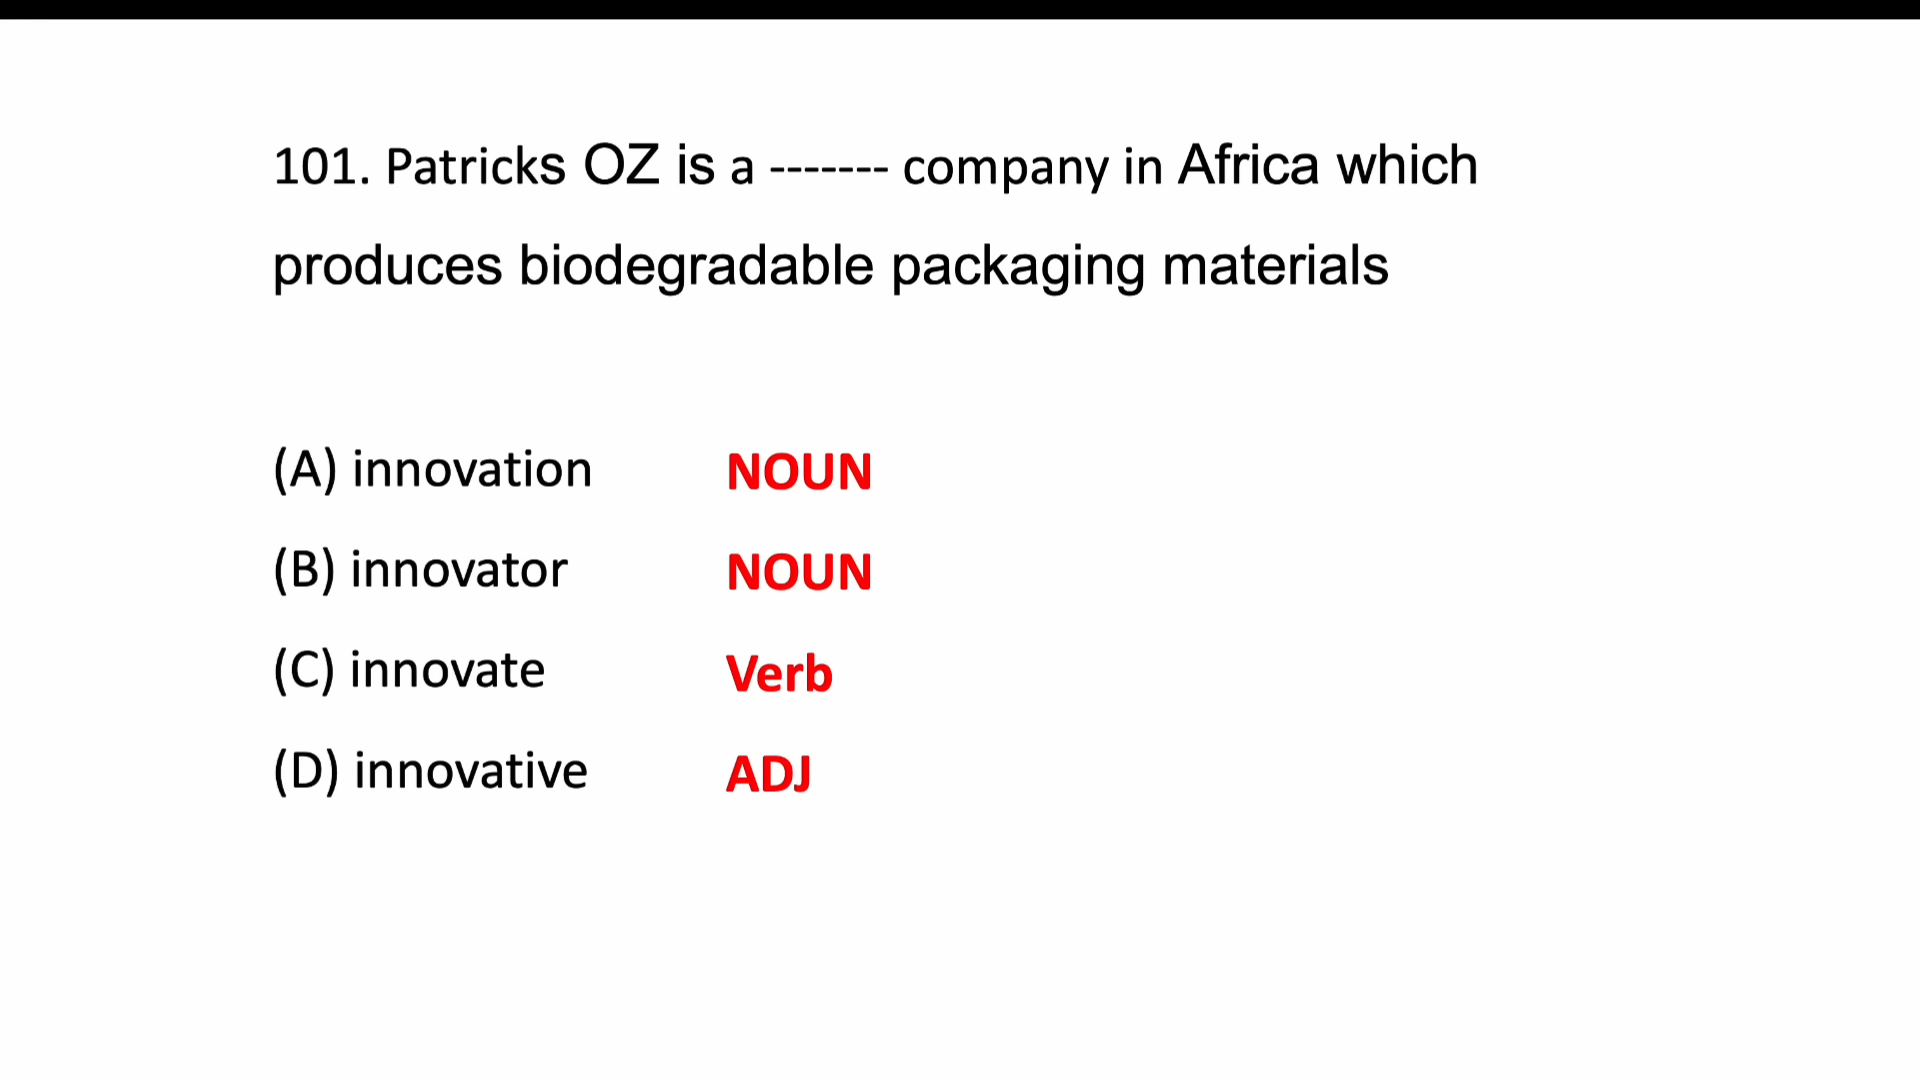 101. Patricks OZ is a ------- company in Africa which
produces biodegradable packaging materials
(A) innovation NOUN
(B) innovator NOUN
(C) innovate Verb
(D) innovative ADJ